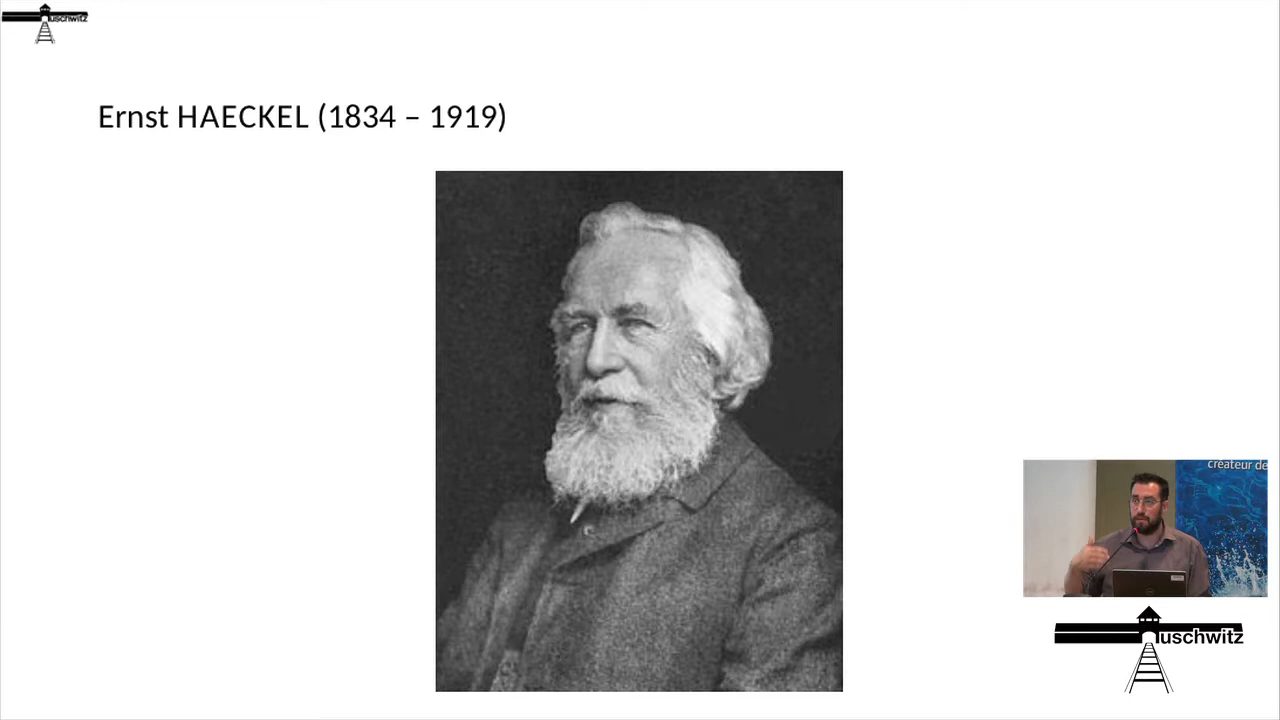 uschwitz
Ernst HAECKEL (1834 – 1919)
créateur de
uschwitz